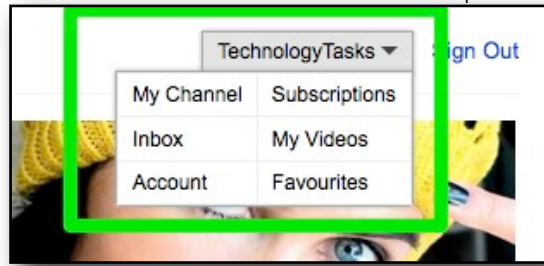 TechnologyTasks
Sign Out
My Channel Subscriptions
Inbox My Videos
Account Favourites